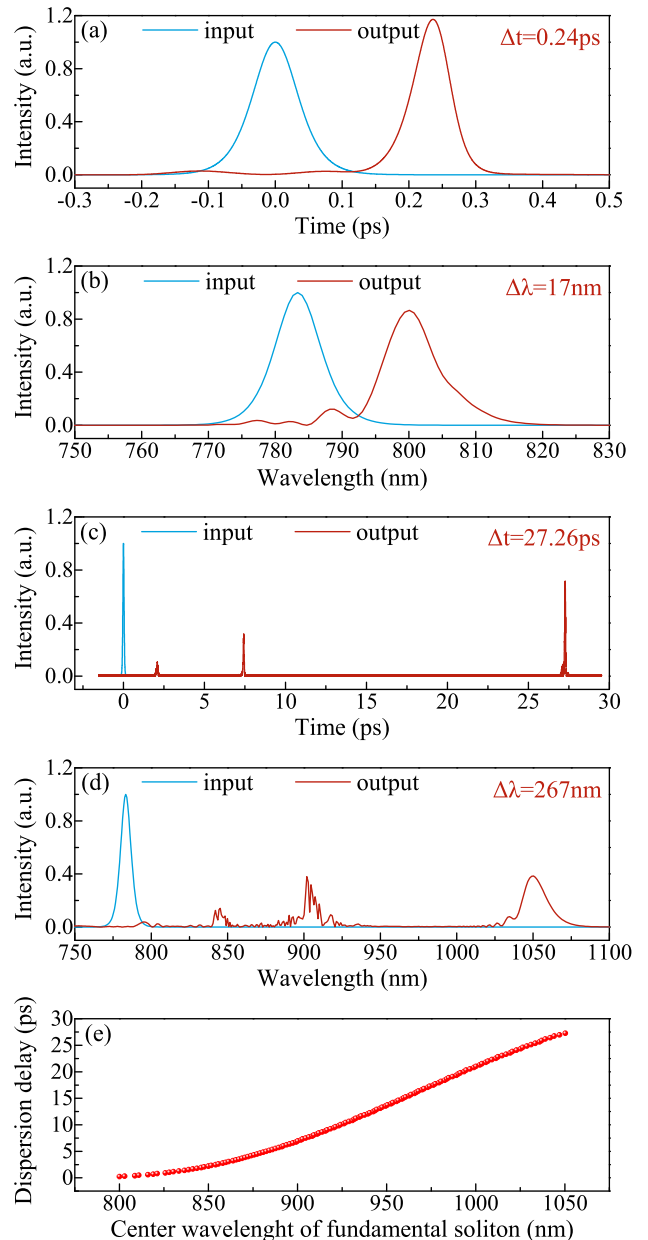 (a) input output Δt=0.24ps
Intensity (a.u.)
1.2
0.8
0.4
0.0
-0.3 -0.2 -0.1 0.0 0.1 0.2 0.3 0.4 0.5
Time (ps)
(b) input output Δλ=17nm
Intensity (a.u.)
1.2
0.8
0.4
0.0
750 760 770 780 790 800 810 820 830
Wavelength (nm)
(c) input output Δt=27.26ps
Intensity (a.u.)
1.2
0.8
0.4
0.0
0 5 10 15 20 25 30
Time (ps)
(d) input output Δλ=267nm
Intensity (a.u.)
1.2
0.8
0.4
0.0
750 800 850 900 950 1000 1050 1100
Wavelength (nm)
(e)
Dispersion delay (ps)
30
25
20
15
10
5
0
800 850 900 950 1000 1050
Center wavelenght of fundamental soliton (nm)